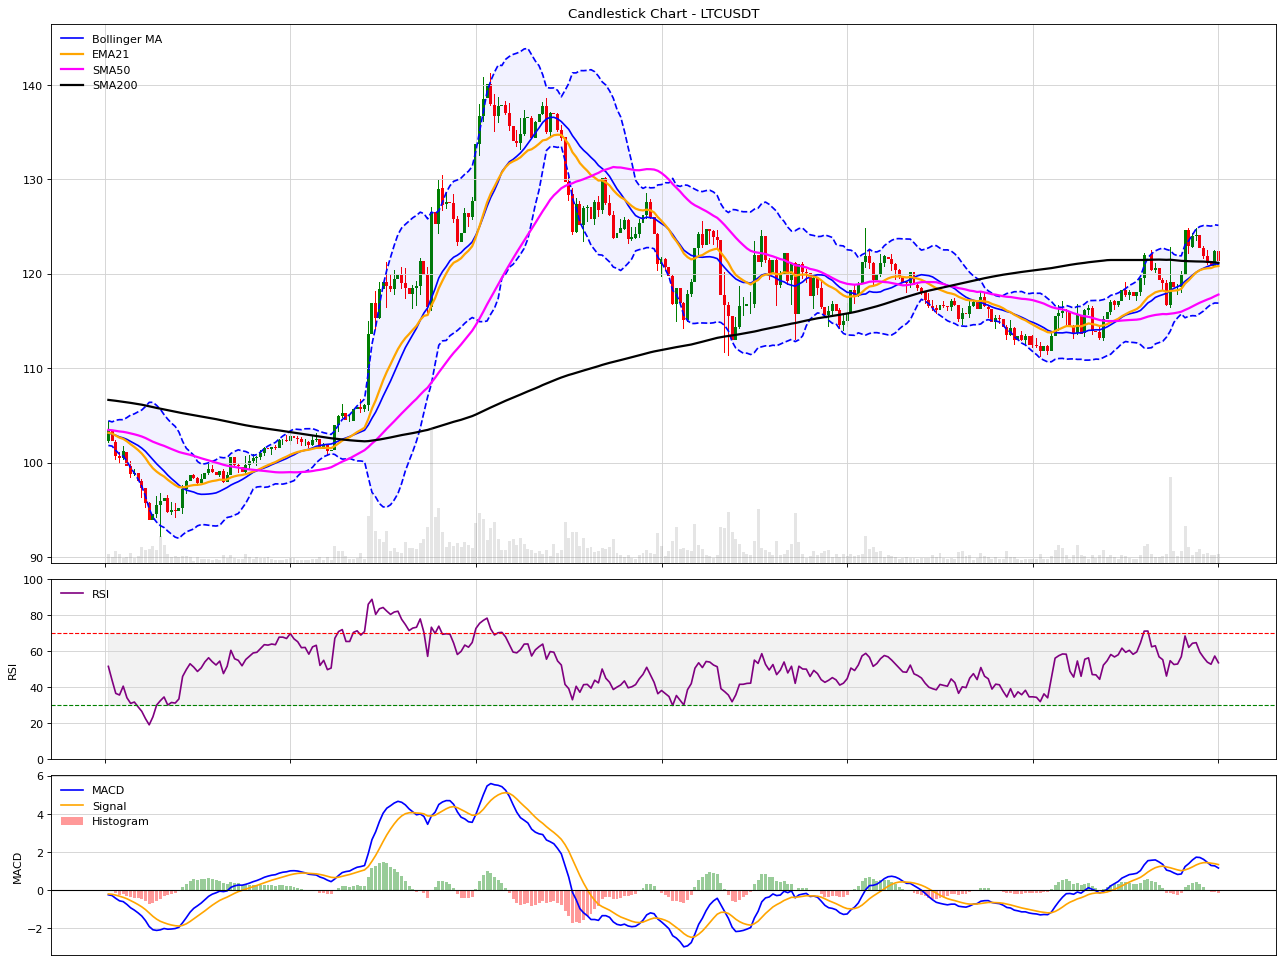 Candlestick Chart - LTCUSDT
Bollinger MA
EMA21
SMA50
SMA200
140
130
120
110
100
90
RSI
100
80
60
40
20
0
RSI
MACD
Signal
Histogram
6
4
2
0
−2
MACD